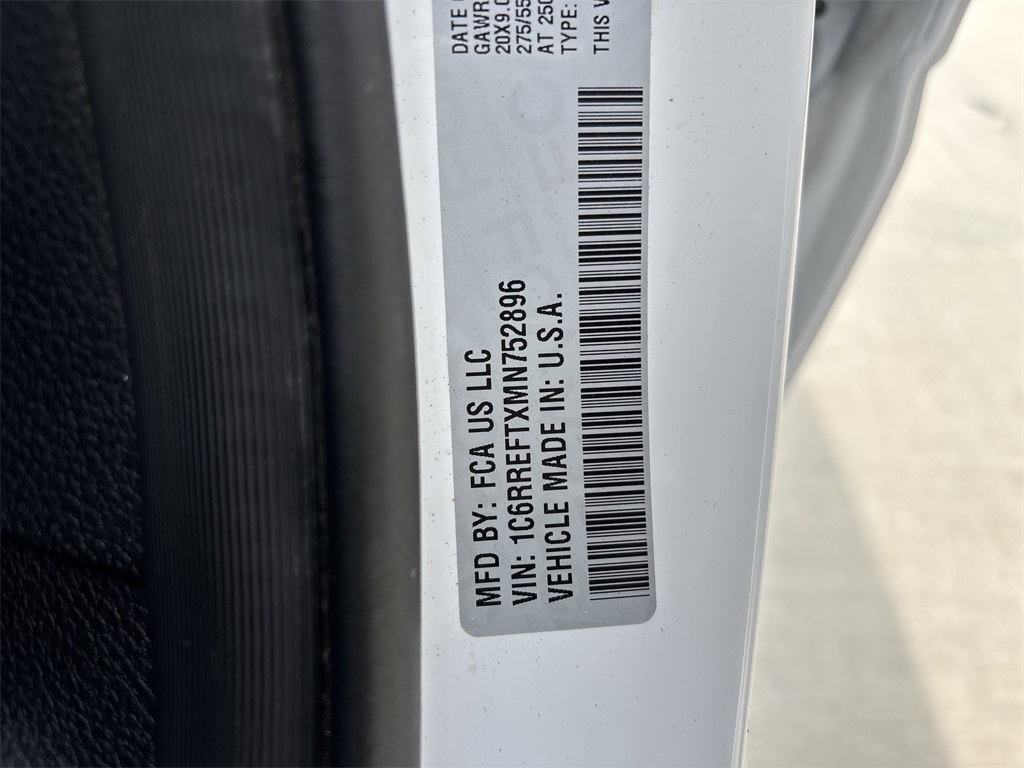 MFD BY: FCA US LLC
VIN: 1C6RREFTXMN752896
VEHICLE MADE IN: U.S.A.
DATE
GAWR
20X9.0
275/55
AT 250
TYPE:
THIS